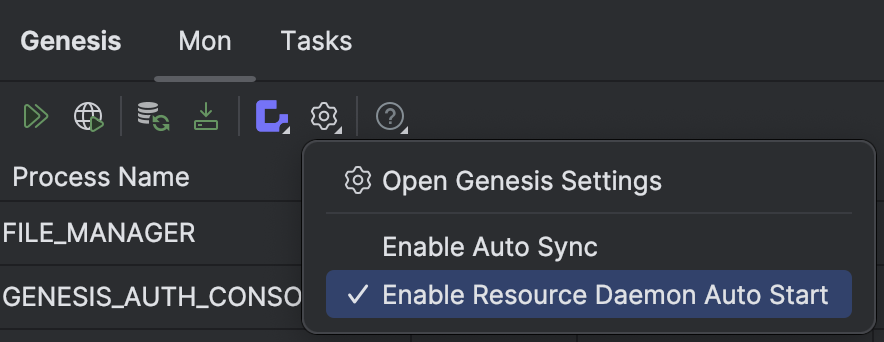 Genesis Mon Tasks
Process Name
Open Genesis Settings
FILE_MANAGER
Enable Auto Sync
GENESIS_AUTH_CONSO
Enable Resource Daemon Auto Start